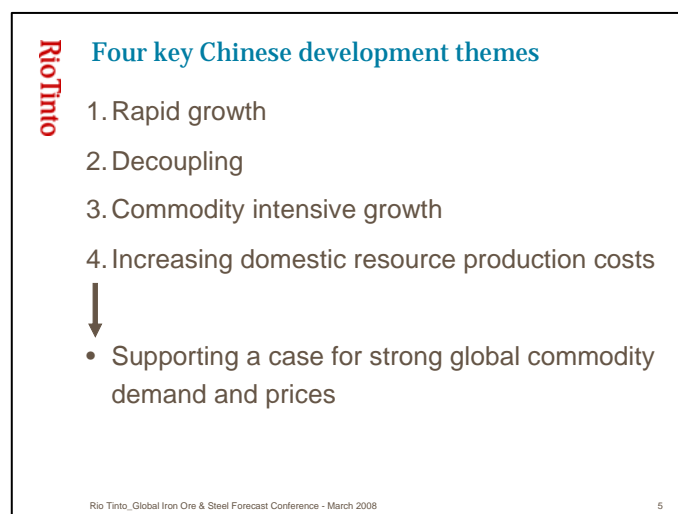 RioTinto
Four key Chinese development themes
1. Rapid growth
2. Decoupling
3. Commodity intensive growth
4. Increasing domestic resource production costs
• Supporting a case for strong global commodity
demand and prices
Rio Tinto_Global Iron Ore & Steel Forecast Conference - March 2008
5